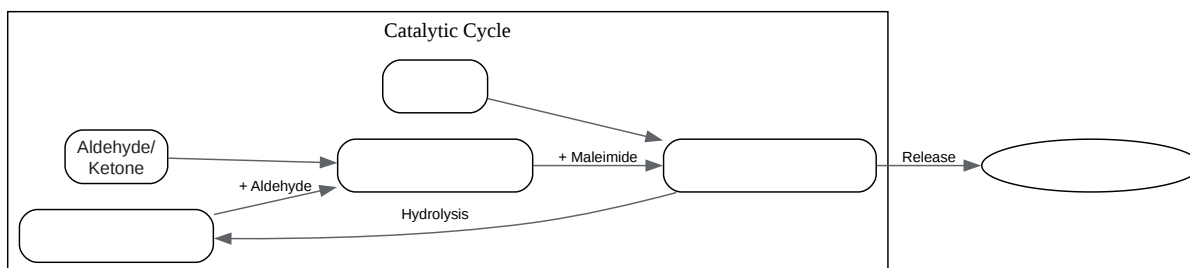 Catalytic Cycle
Aldehyde/
Ketone
+ Aldehyde
+ Maleimide
Hydrolysis
Release